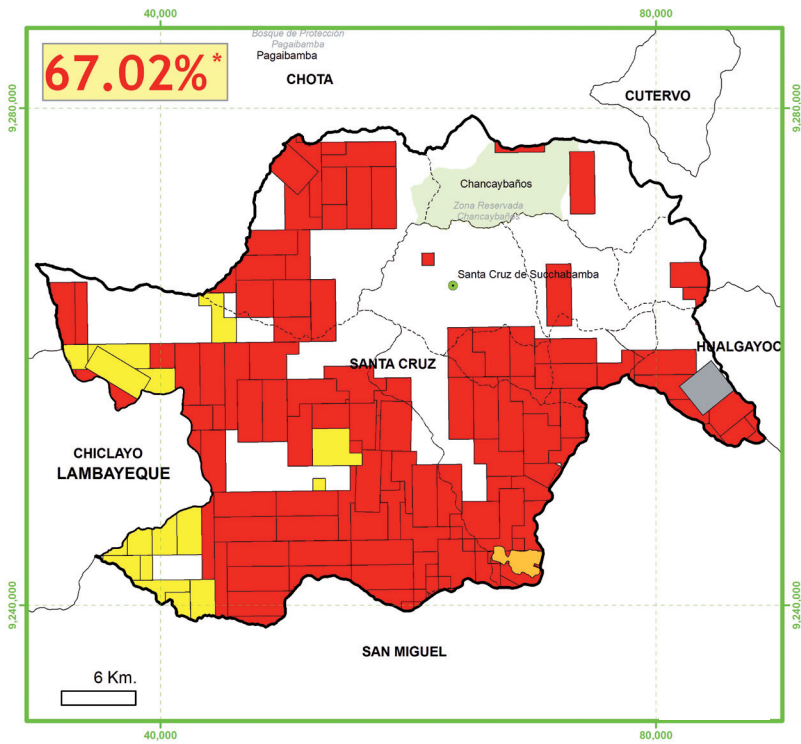 40,000
80,000
Bosque de Protección
Pagaibamba
Pagaibamba
67.02%*
CHOTA
CUTERVO
9,280,000
9,280,000
Chancaybaños
Zona Reservada
Chancaybaños
Santa Cruz de Succhabamba
HUALGAYOC
SANTA CRUZ
CHICLAYO
LAMBAYEQUE
9,240,000
9,240,000
SAN MIGUEL
6 Km.
40,000
80,000